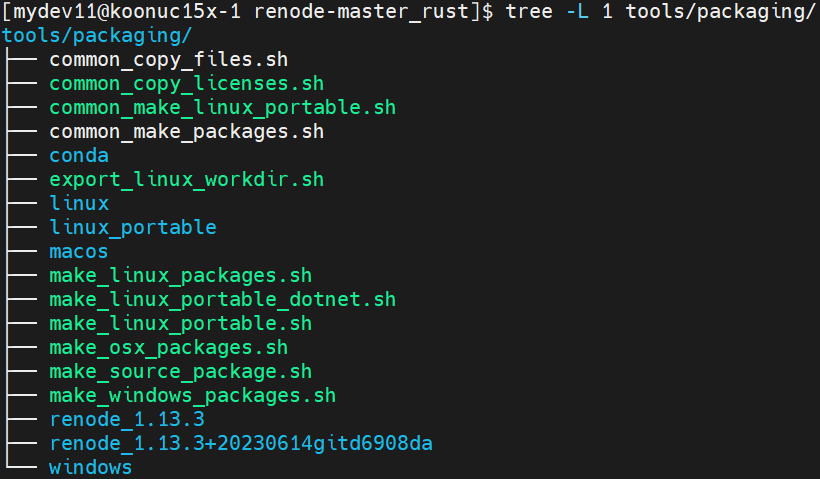 [mydev11@koonuc15x-1 renode-master_rust]$ tree -L 1 tools/packaging/
tools/packaging/
├── common_copy_files.sh
├── common_copy_licenses.sh
├── common_make_linux_portable.sh
├── common_make_packages.sh
├── conda
├── export_linux_workdir.sh
├── linux
├── linux_portable
├── macos
├── make_linux_packages.sh
├── make_linux_portable_dotnet.sh
├── make_linux_portable.sh
├── make_osx_packages.sh
├── make_source_package.sh
├── make_windows_packages.sh
├── renode_1.13.3
├── renode_1.13.3+20230614gitd6908da
└── windows